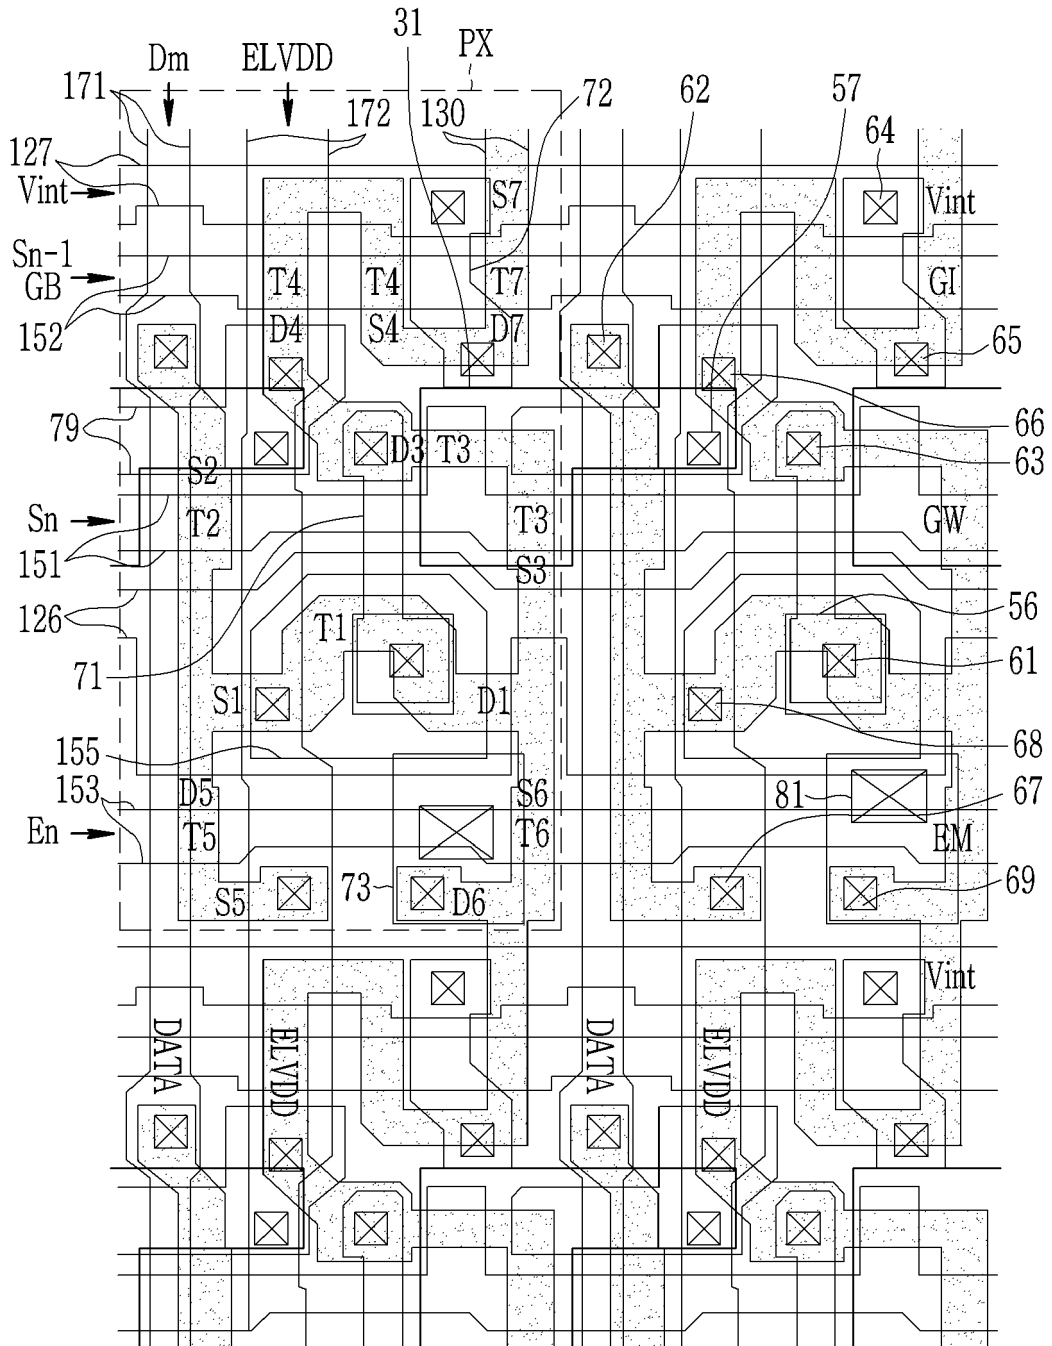 31 PX
Dm ELVDD
171 172 130 72 62 57
64
127
Vint S7 Vint
Sn-1
GB T4 T4 T7 GI
152 D4 S4 D7 65
66
79 D3 T3 63
S2
Sn T2 T3 GW
151 S3
126 56
T1
71 61
S1 D1
68
155
153 D5 S6 81 67
En T5 T6 EM
73 69
S5 D6
Vint
DATA ELVDD DATA ELVDD